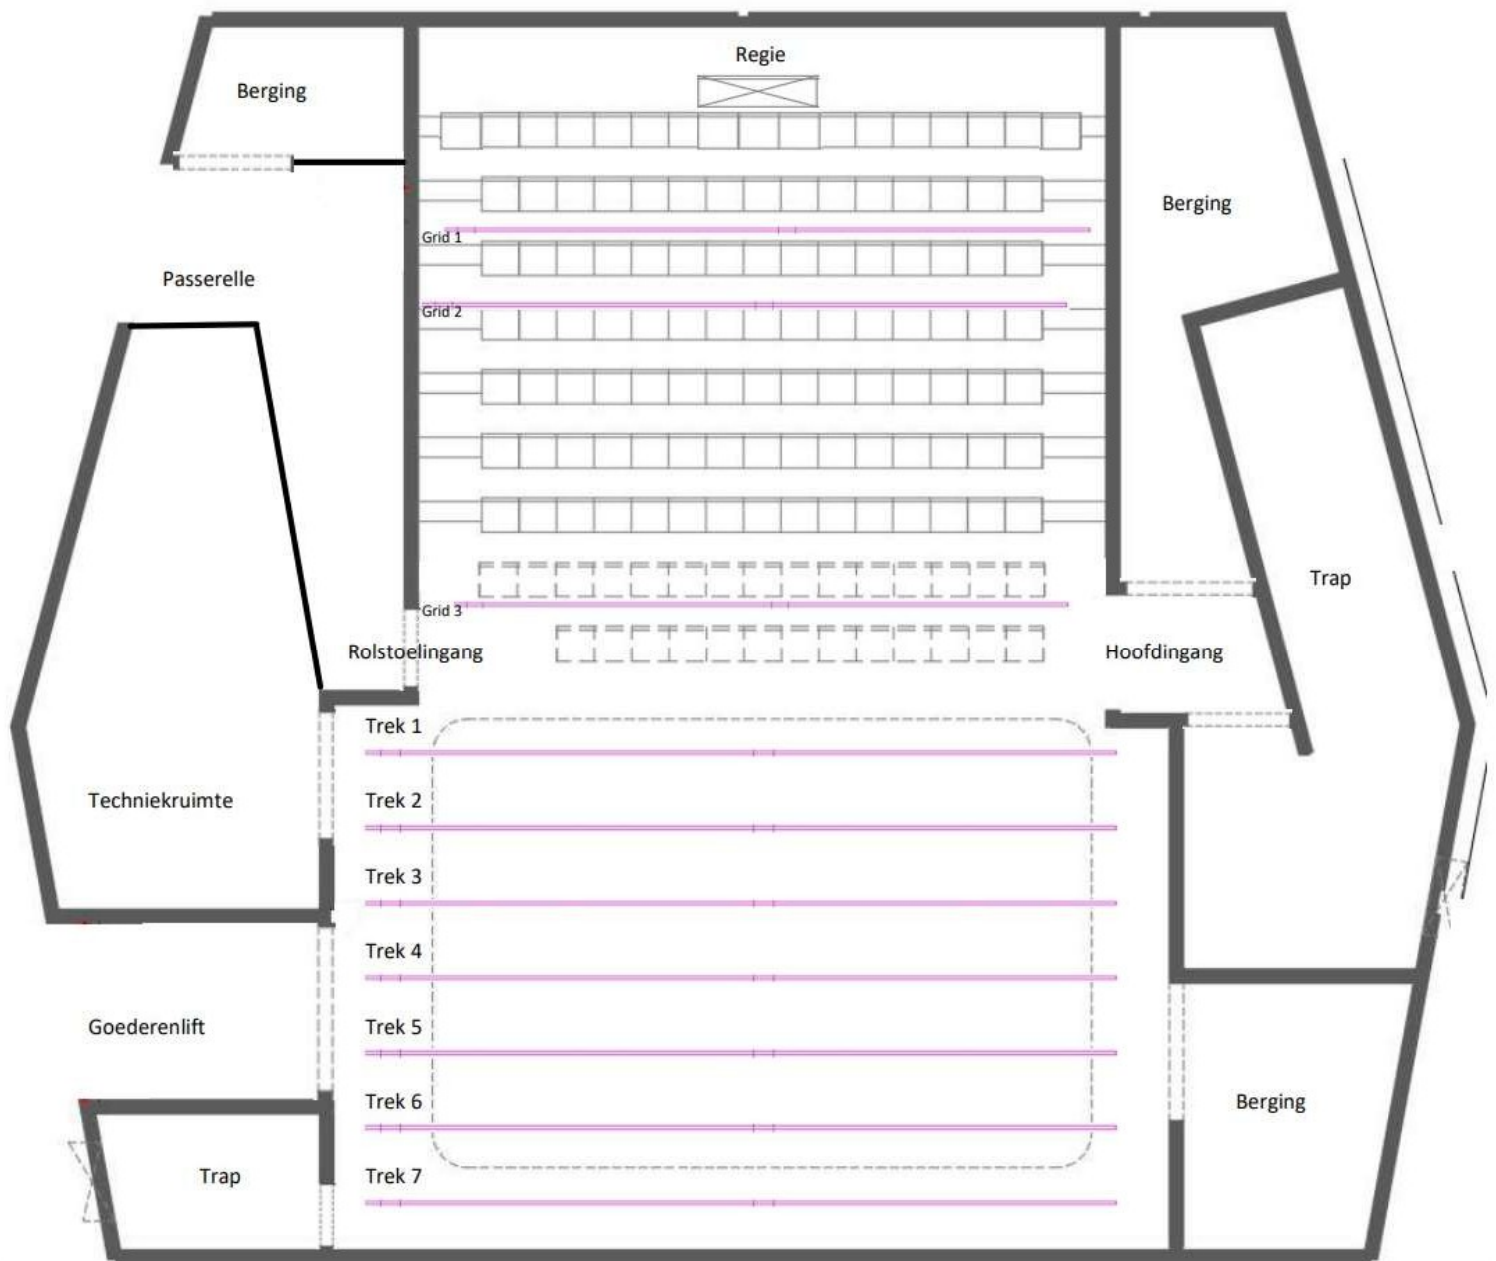 Regie
Berging
Berging
Grid 1
Passerelle
Grid 2
Trap
Grid 3
Rolstoelingang
Hoofdingang
Trek 1
Techniekruimte
Trek 2
Trek 3
Trek 4
Goederenlift
Trek 5
Trek 6
Berging
Trap
Trek 7